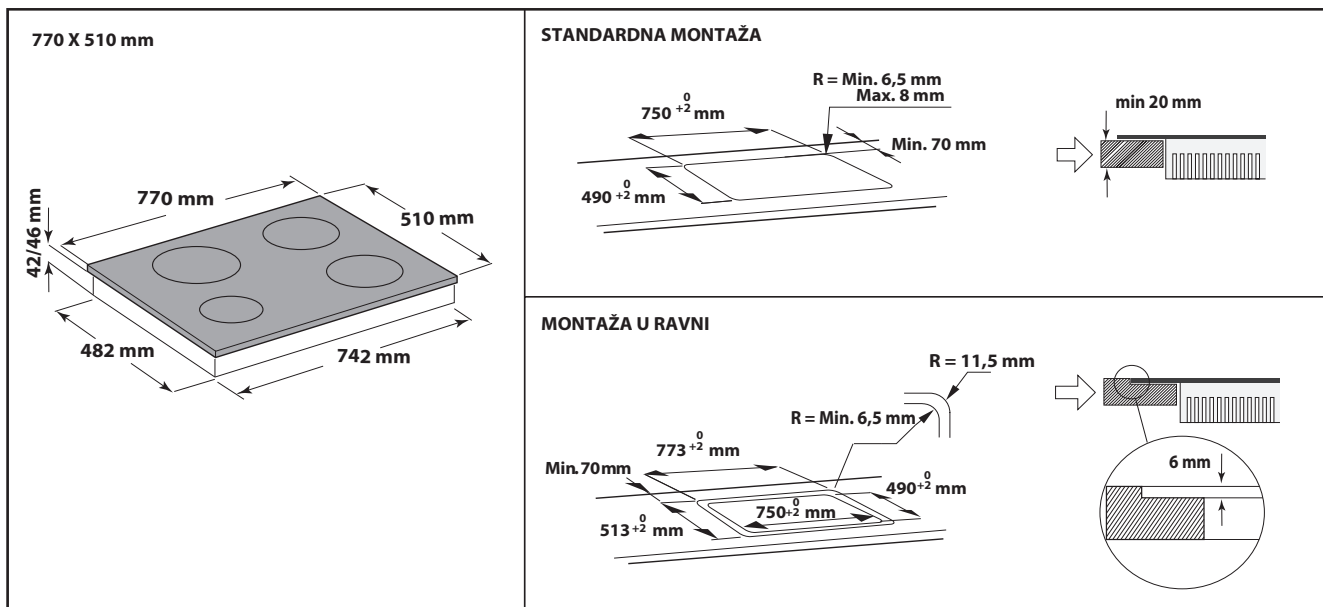 770 X 510 mm
770 mm
510 mm
42/46 mm
482 mm
742 mm
STANDARDNA MONTAŽA
R = Min. 6,5 mm
Max. 8 mm
750 0 +2 mm
Min. 70 mm
490 0 +2 mm
min 20 mm
MONTAŽA U RAVNI
R = 11,5 mm
R = Min. 6,5 mm
773 0 +2 mm
Min. 70 mm
490 0 +2 mm
750 0 +2 mm
513 0 +2 mm
6 mm